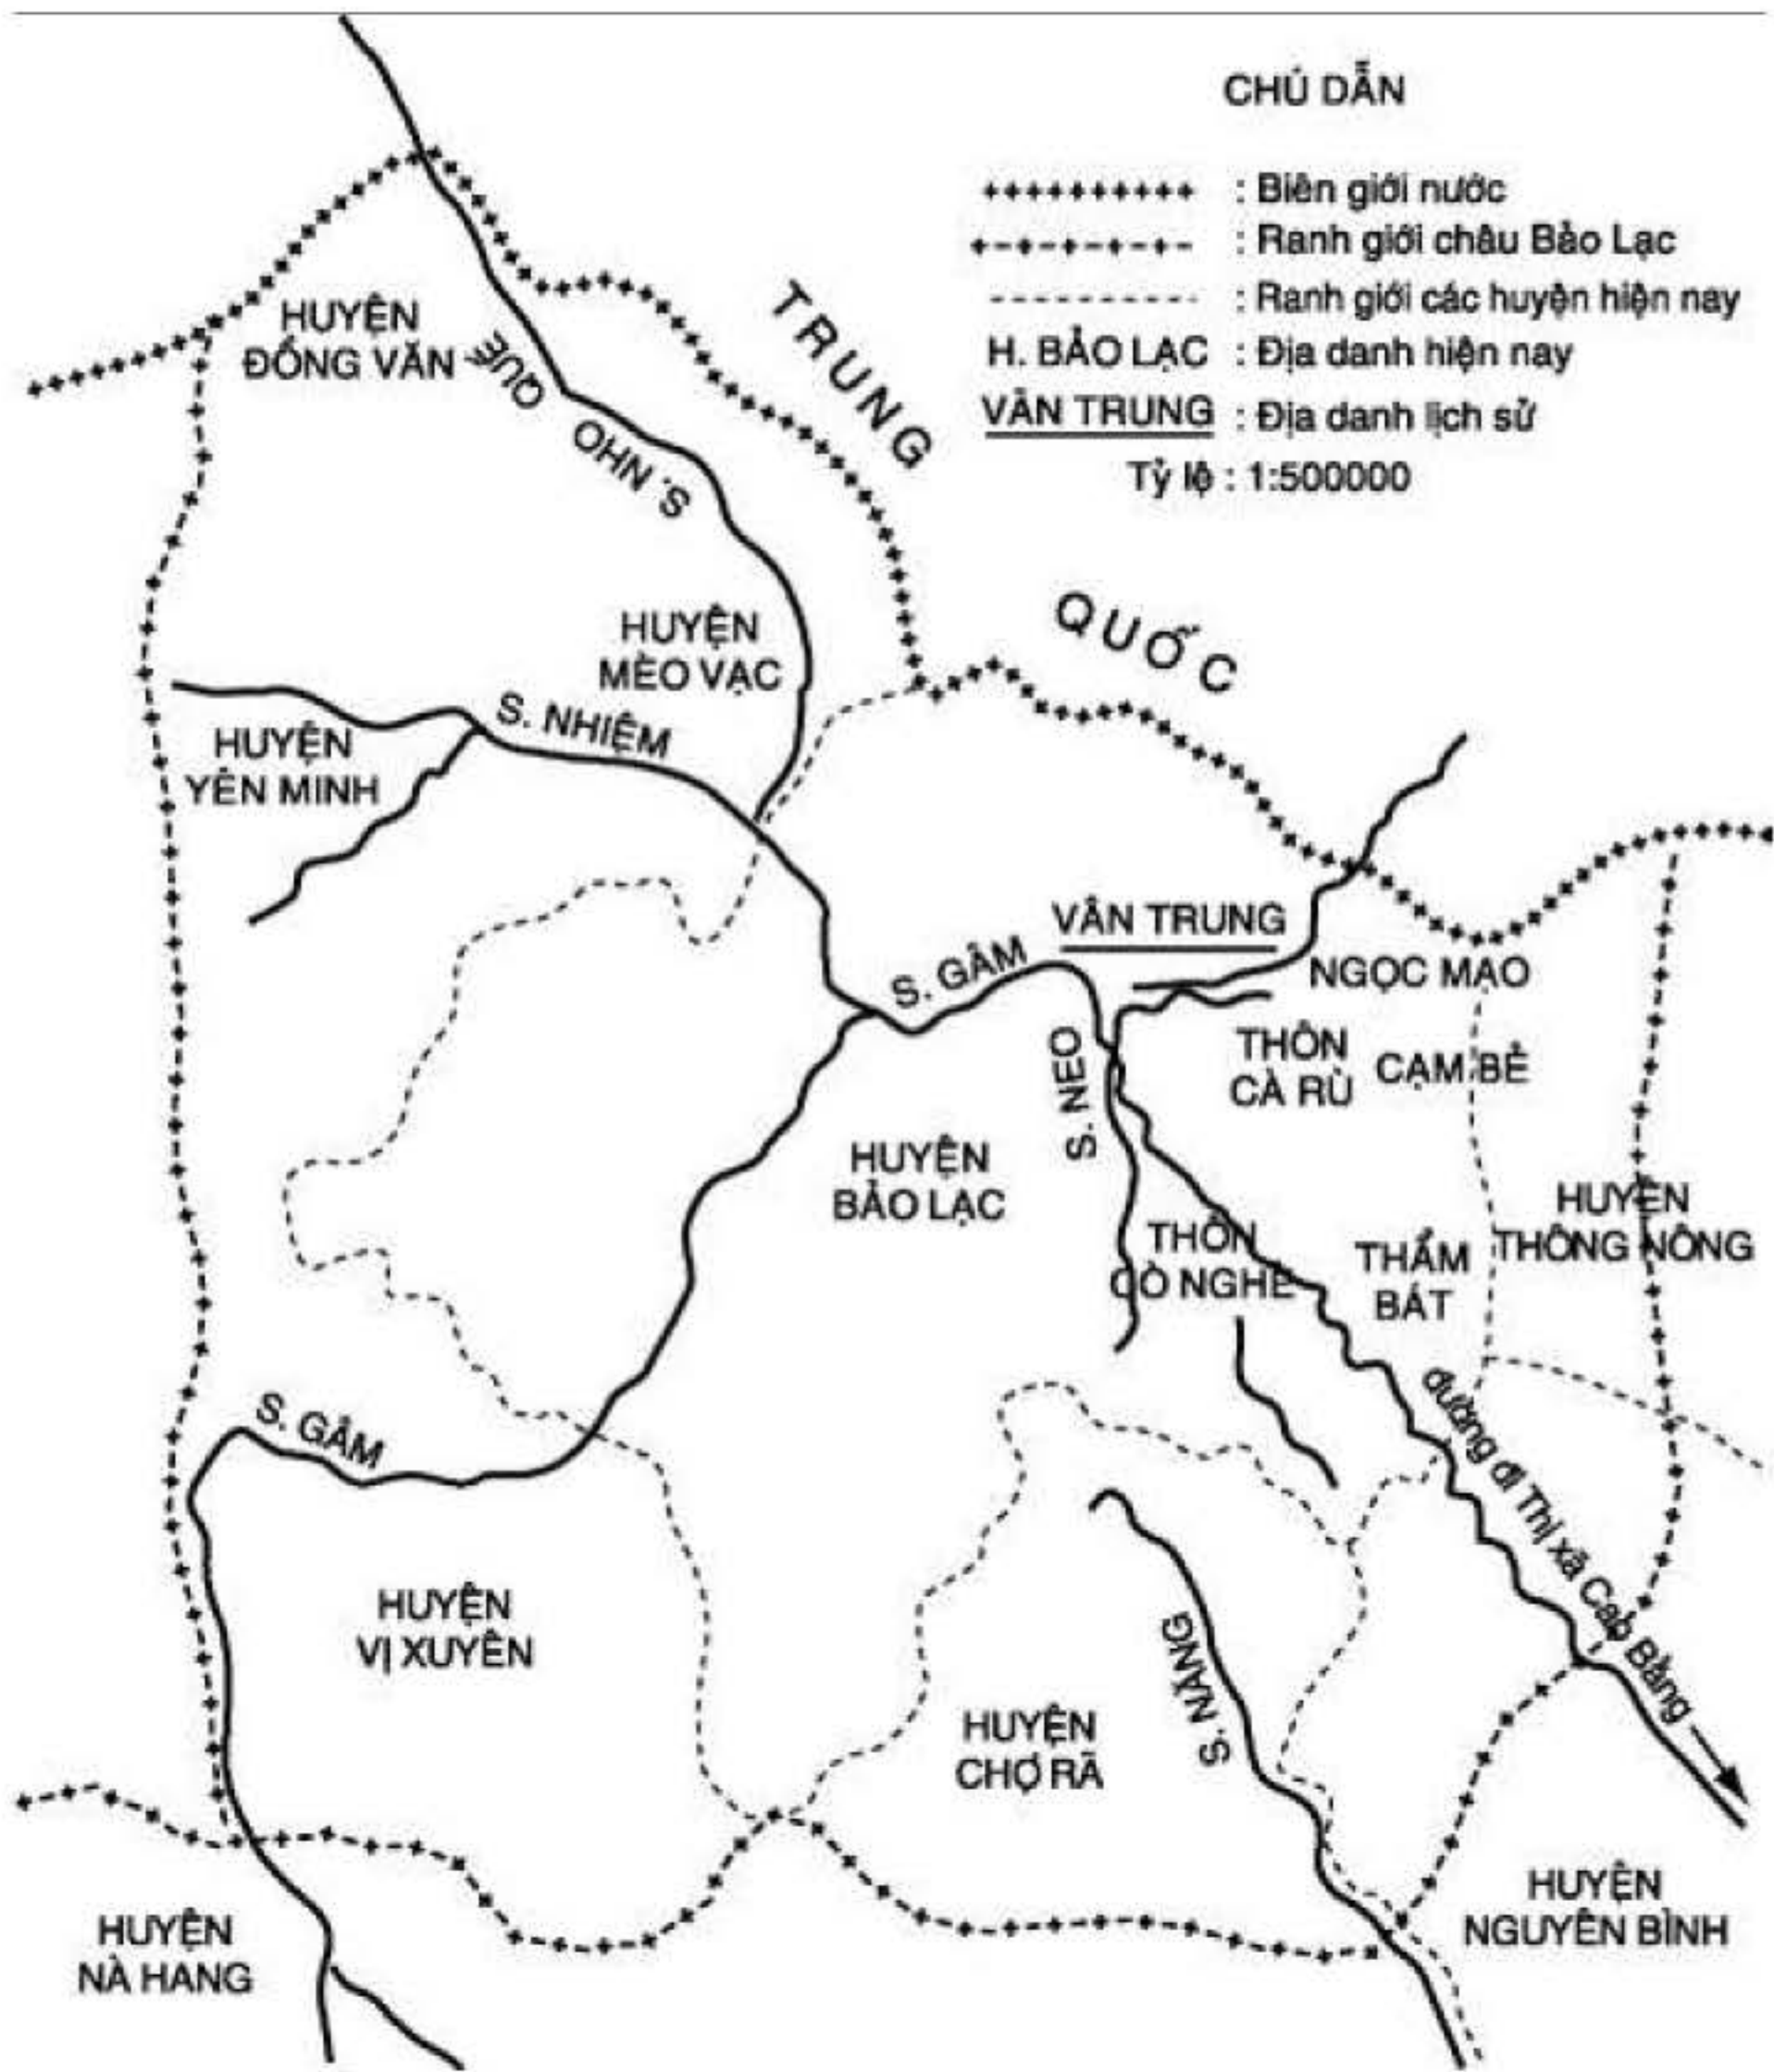 CHÚ DẪN
: Biên giới nước
: Ranh giới châu Bảo Lạc
: Ranh giới các huyện hiện nay
H. BẢO LẠC : Địa danh hiện nay
VÂN TRUNG : Địa danh lịch sử
Tỷ lệ : 1:500000
TRUNG
QUỐC
HUYỆN
ĐỒNG VĂN
S. NHO QUẾ
HUYỆN
MÈO VẠC
S. NHIỆM
HUYỆN
YÊN MINH
VÂN TRUNG
S. GÂM
NGỌC MẠO
S. NEO
THÔN
CÀ RÙ
CẠM BẺ
HUYỆN
BẢO LẠC
HUYỆN
THÔNG NÔNG
THÔN
CÒ NGHÈ
THẨM
BÁT
đường đi Thị xã Cao Bằng
S. GÂM
HUYỆN
VỊ XUYÊN
S. NĂNG
HUYỆN
CHỢ RÃ
HUYỆN
NGUYÊN BÌNH
HUYỆN
NÀ HANG